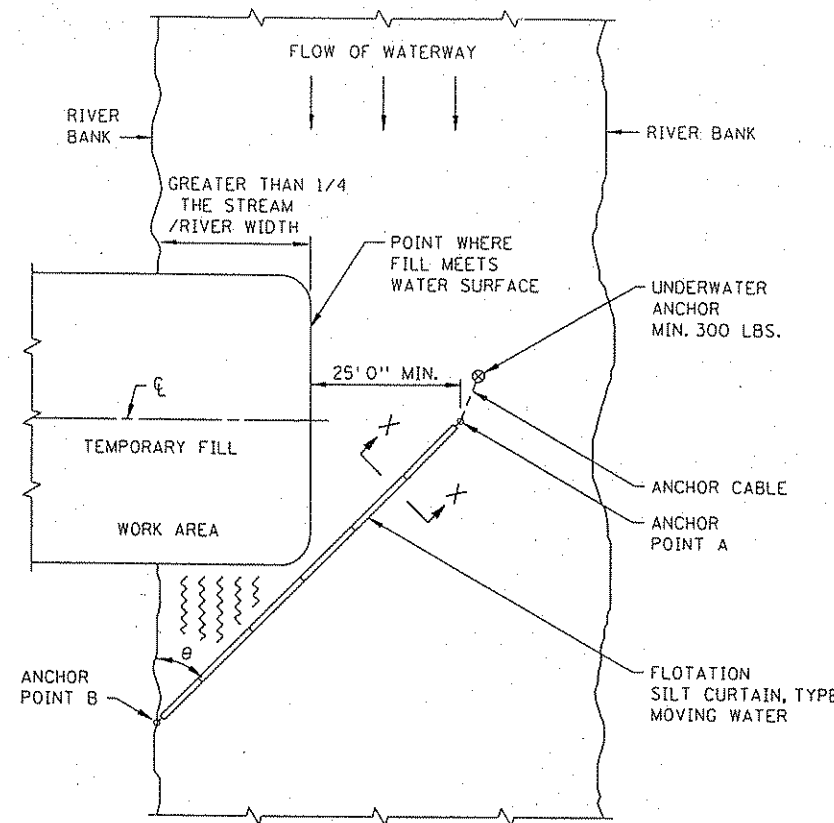 FLOW OF WATERWAY
RIVER
BANK
RIVER BANK
GREATER THAN 1/4
THE STREAM
/RIVER WIDTH
POINT WHERE
FILL MEETS
WATER SURFACE
UNDERWATER
ANCHOR
MIN. 300 LBS.
25'0" MIN.
℄
X
TEMPORARY FILL
X
ANCHOR CABLE
ANCHOR
POINT A
WORK AREA
θ
ANCHOR
POINT B
FLOTATION
SILT CURTAIN, TYPE
MOVING WATER